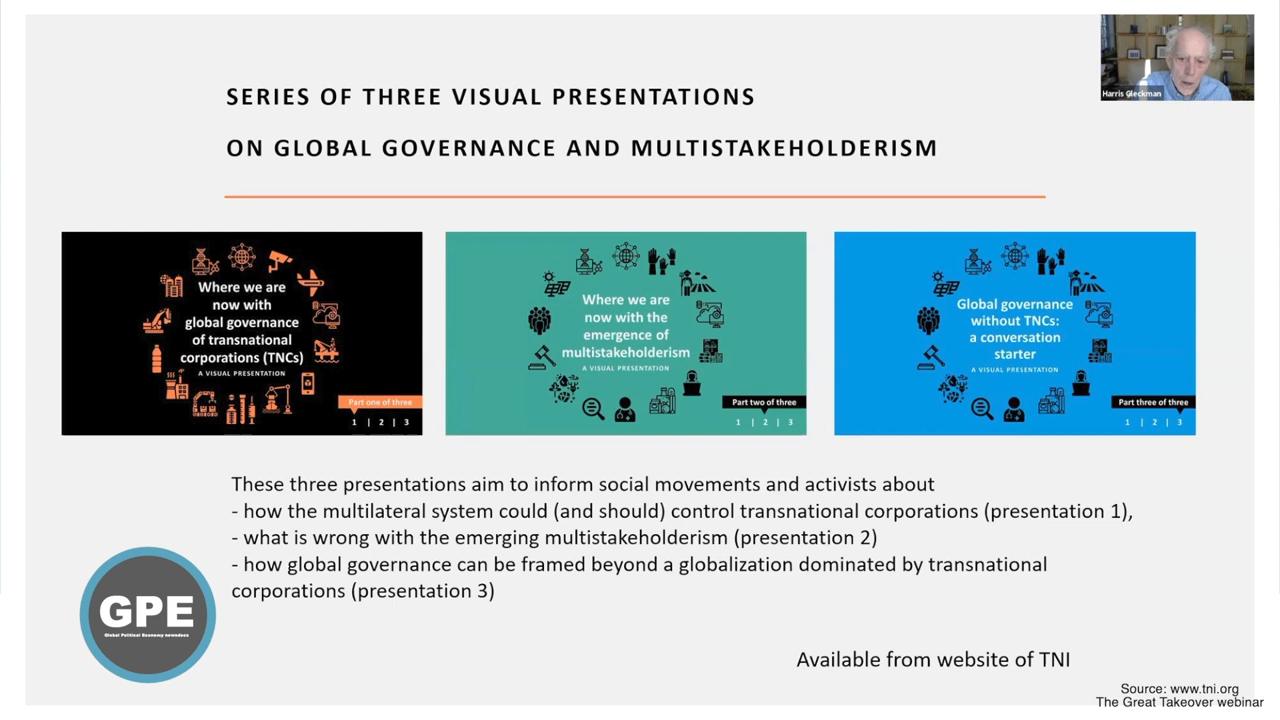 Harris Gleckman
SERIES OF THREE VISUAL PRESENTATIONS
ON GLOBAL GOVERNANCE AND MULTISTAKEHOLDERISM
Where we are
now with
global governance
of transnational
corporations (TNCs)
A VISUAL PRESENTATION
Part one of three
1 | 2 | 3
Where we are
now with the
emergence of
multistakeholderism
A VISUAL PRESENTATION
Part two of three
1 | 2 | 3
Global governance
without TNCs:
a conversation
starter
A VISUAL PRESENTATION
Part three of three
1 | 2 | 3
These three presentations aim to inform social movements and activists about
- how the multilateral system could (and should) control transnational corporations (presentation 1),
- what is wrong with the emerging multistakeholderism (presentation 2)
- how global governance can be framed beyond a globalization dominated by transnational
corporations (presentation 3)
GPE
Global Political Economy newsdocs
Available from website of TNI
Source: www.tni.org
The Great Takeover webinar